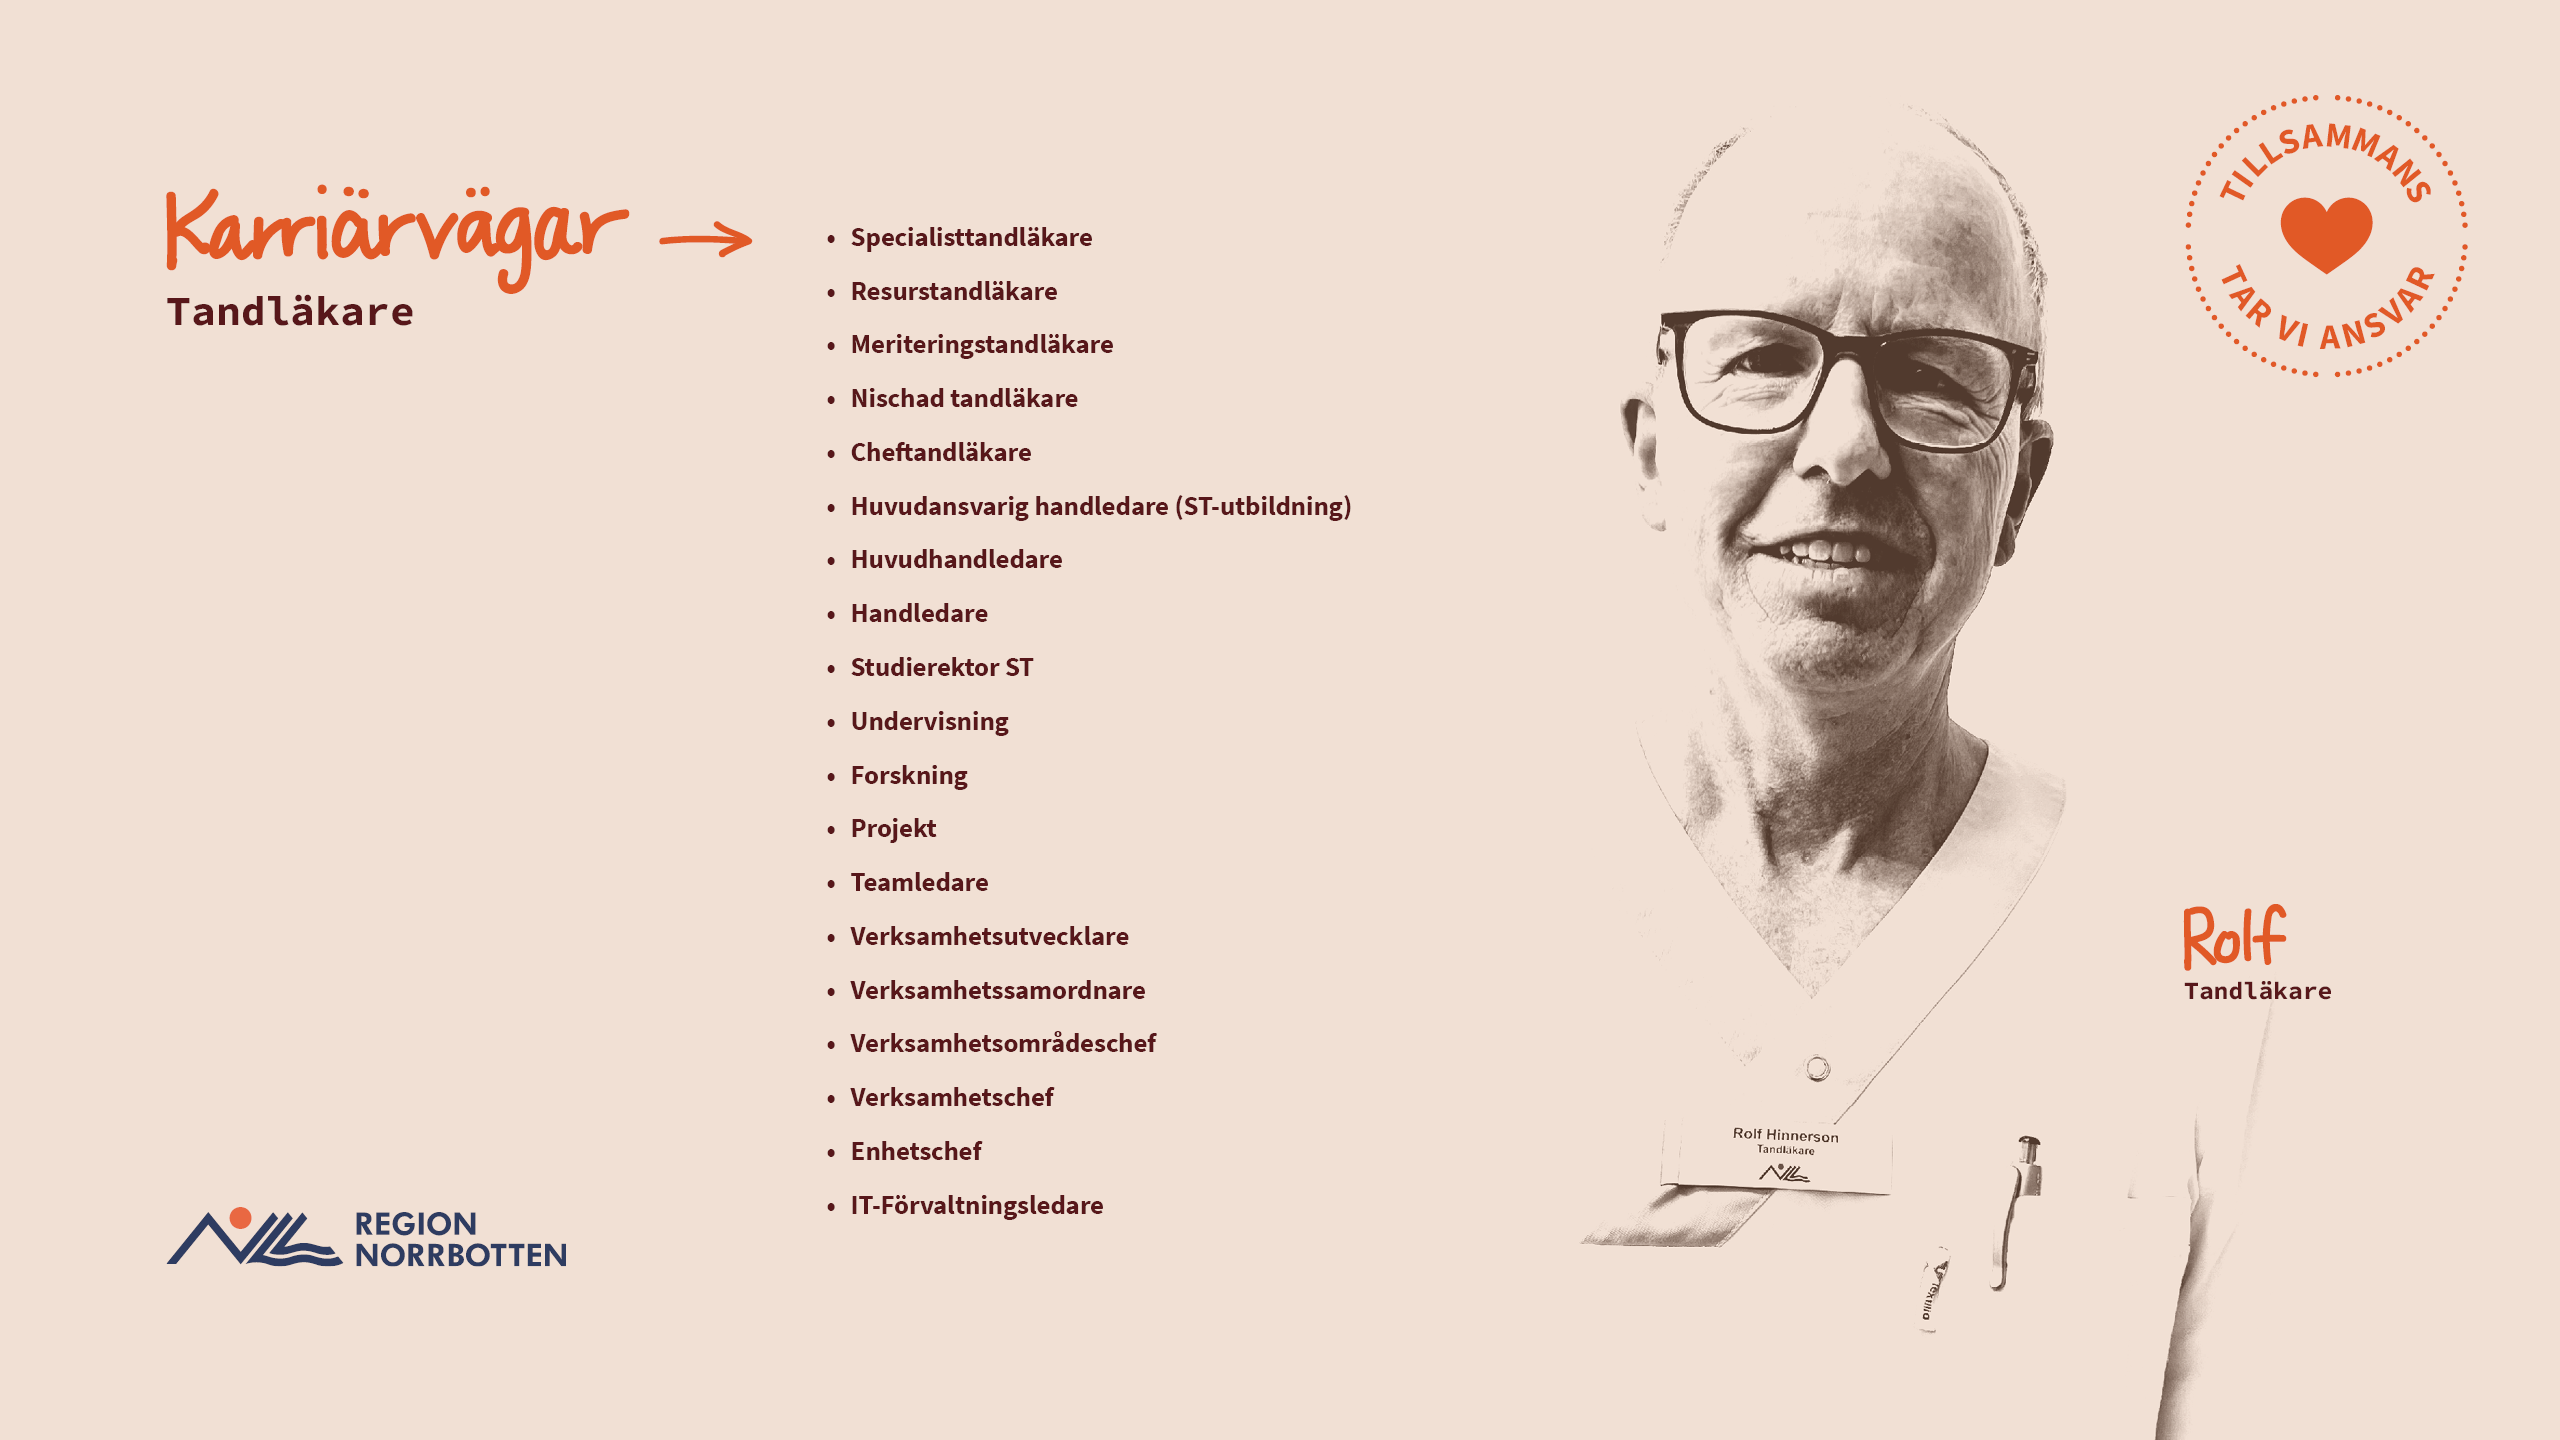 Karriärvägar
Tandläkare
• Specialisttandläkare
• Resurstandläkare
• Meriteringstandläkare
• Nischad tandläkare
• Cheftandläkare
• Huvudansvarig handledare (ST-utbildning)
• Huvudhandledare
• Handledare
• Studierektor ST
• Undervisning
• Forskning
• Projekt
• Teamledare
• Verksamhetsutvecklare
• Verksamhetssamordnare
• Verksamhetsområdeschef
• Verksamhetschef
• Enhetschef
• IT-Förvaltningsledare
TILLSAMMANS
TAR VI ANSVAR
Rolf
Tandläkare
Rolf Hinnerson
Tandläkare
Textilia
REGION
NORRBOTTEN